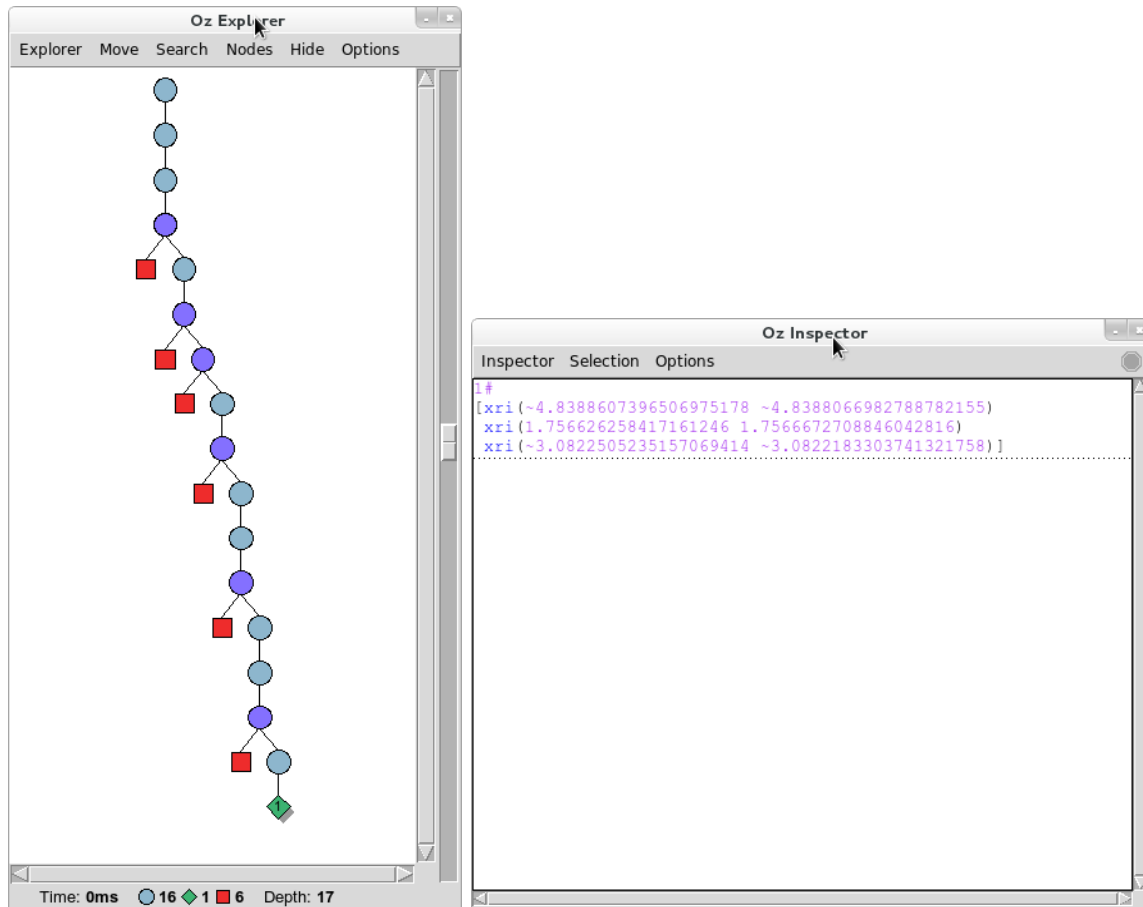 Oz Explorer
Explorer Move Search Nodes Hide Options
1
Time: 0ms 16 1 6 Depth: 17
Oz Inspector
Inspector Selection Options
1#
[xri(~4.8388607396506975178 ~4.8388066982788782155)
xri(1.756626258417161246 1.7566672708846042816)
xri(~3.0822505235157069414 ~3.0822183303741321758)]